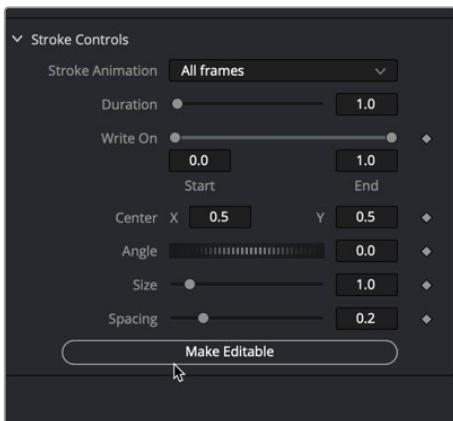 Stroke Controls
Stroke Animation All frames
Duration 1.0
Write On
0.0 1.0
Start End
Center X 0.5 Y 0.5
Angle 0.0
Size 1.0
Spacing 0.2
Make Editable